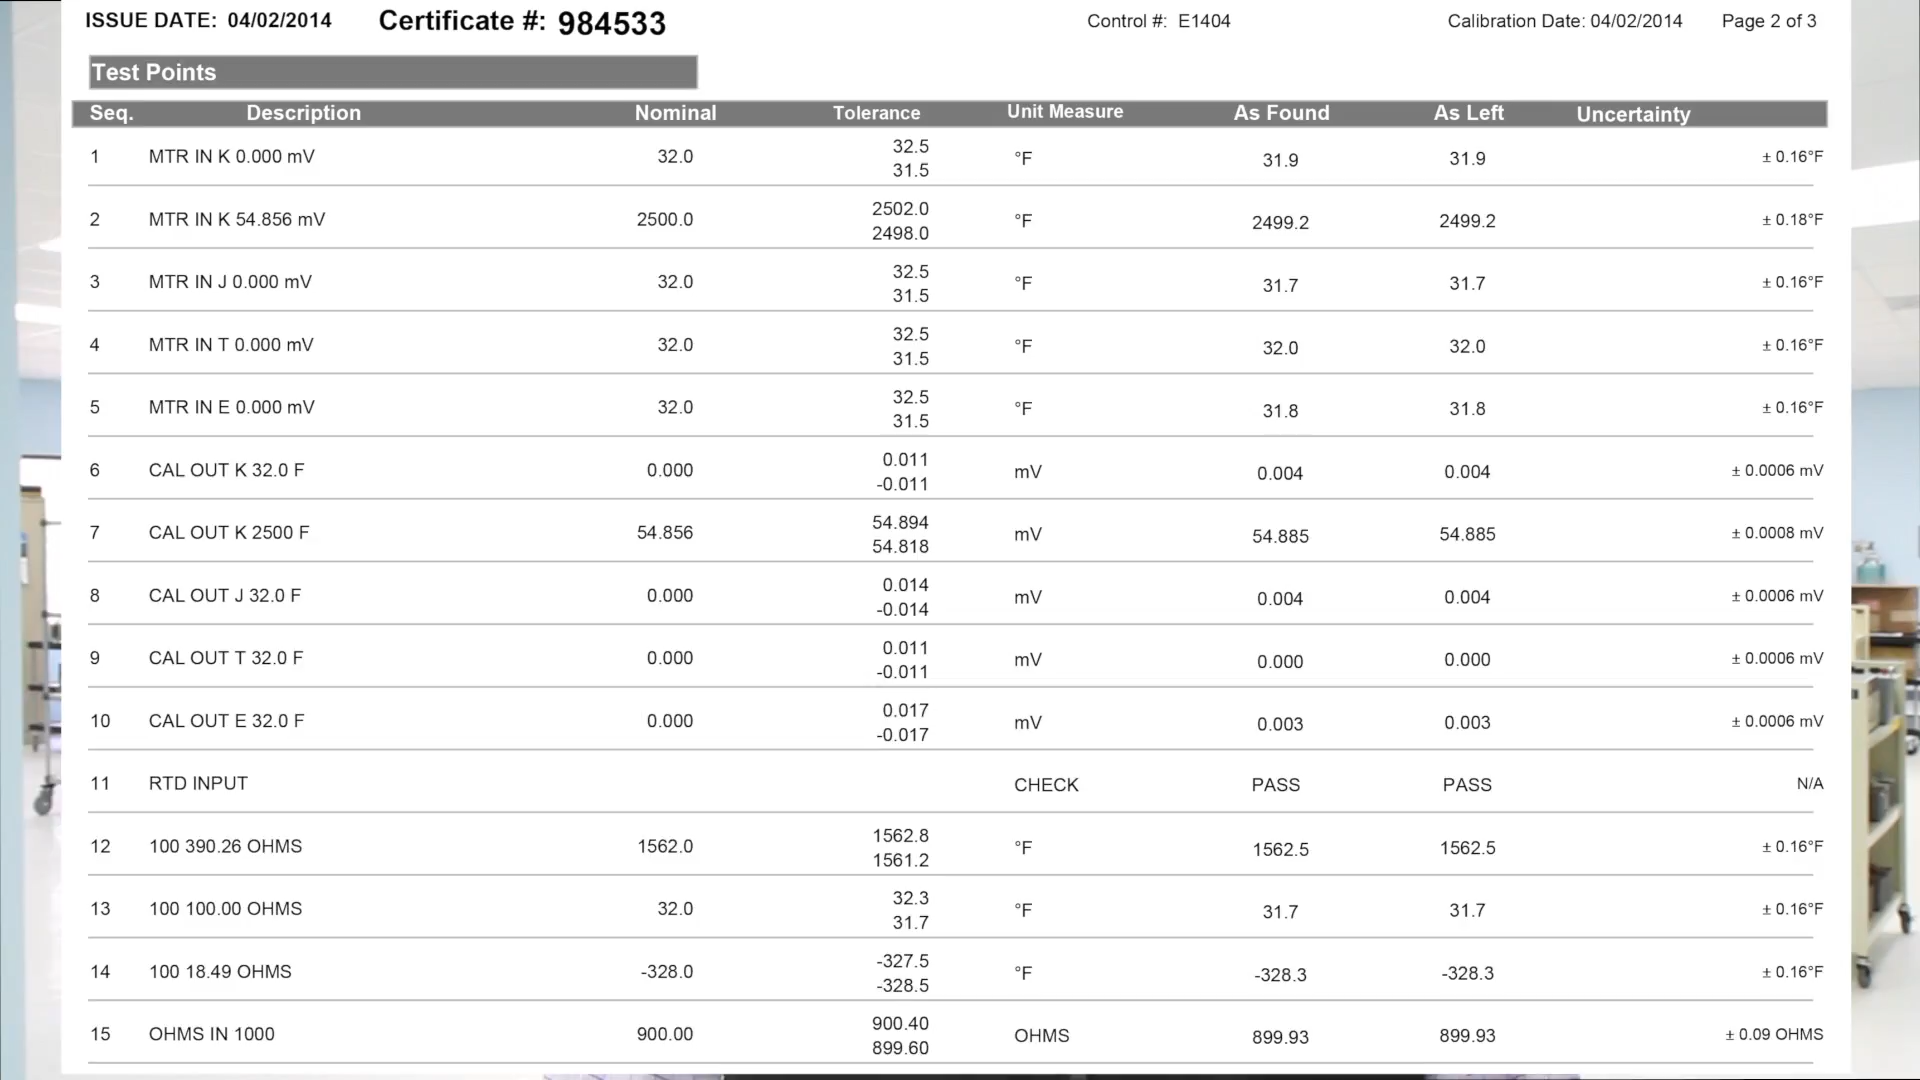 ISSUE DATE: 04/02/2014 Certificate #: 984533 Control #: E1404 Calibration Date: 04/02/2014 Page 2 of 3
Test Points
Seq. Description Nominal Tolerance Unit Measure As Found As Left Uncertainty
1 MTR IN K 0.000 mV 32.0 32.5 31.5 °F 31.9 31.9 ± 0.16°F
2 MTR IN K 54.856 mV 2500.0 2502.0 2498.0 °F 2499.2 2499.2 ± 0.18°F
3 MTR IN J 0.000 mV 32.0 32.5 31.5 °F 31.7 31.7 ± 0.16°F
4 MTR IN T 0.000 mV 32.0 32.5 31.5 °F 32.0 32.0 ± 0.16°F
5 MTR IN E 0.000 mV 32.0 32.5 31.5 °F 31.8 31.8 ± 0.16°F
6 CAL OUT K 32.0 F 0.000 0.011 -0.011 mV 0.004 0.004 ± 0.0006 mV
7 CAL OUT K 2500 F 54.856 54.894 54.818 mV 54.885 54.885 ± 0.0008 mV
8 CAL OUT J 32.0 F 0.000 0.014 -0.014 mV 0.004 0.004 ± 0.0006 mV
9 CAL OUT T 32.0 F 0.000 0.011 -0.011 mV 0.000 0.000 ± 0.0006 mV
10 CAL OUT E 32.0 F 0.000 0.017 -0.017 mV 0.003 0.003 ± 0.0006 mV
11 RTD INPUT CHECK PASS PASS N/A
12 100 390.26 OHMS 1562.0 1562.8 1561.2 °F 1562.5 1562.5 ± 0.16°F
13 100 100.00 OHMS 32.0 32.3 31.7 °F 31.7 31.7 ± 0.16°F
14 100 18.49 OHMS -328.0 -327.5 -328.5 °F -328.3 -328.3 ± 0.16°F
15 OHMS IN 1000 900.00 900.40 899.60 OHMS 899.93 899.93 ± 0.09 OHMS